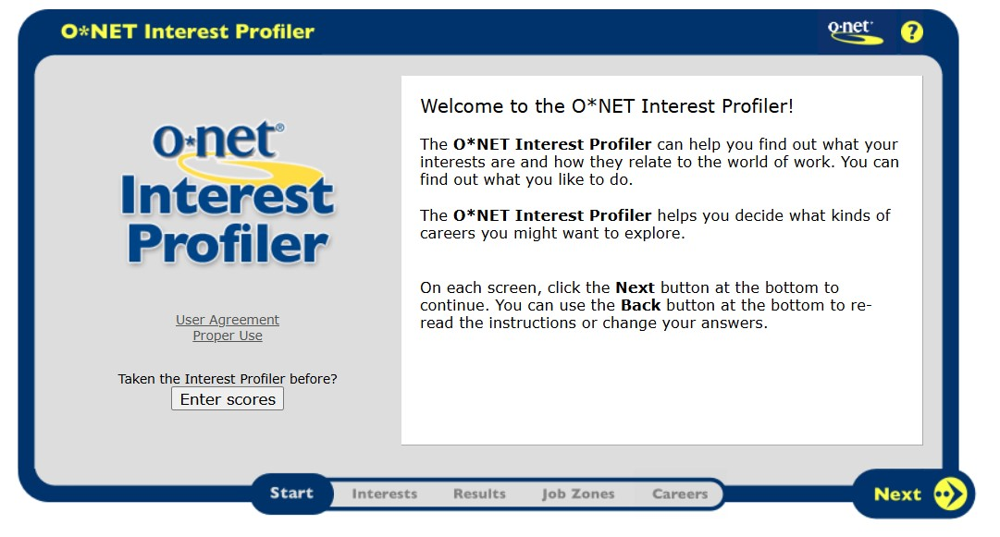 O*NET Interest Profiler
o·net ?
o*net®
Interest
Profiler
User Agreement
Proper Use
Taken the Interest Profiler before?
Enter scores
Welcome to the O*NET Interest Profiler!
The O*NET Interest Profiler can help you find out what your
interests are and how they relate to the world of work. You can
find out what you like to do.
The O*NET Interest Profiler helps you decide what kinds of
careers you might want to explore.
On each screen, click the Next button at the bottom to
continue. You can use the Back button at the bottom to re-
read the instructions or change your answers.
Start Interests Results Job Zones Careers Next